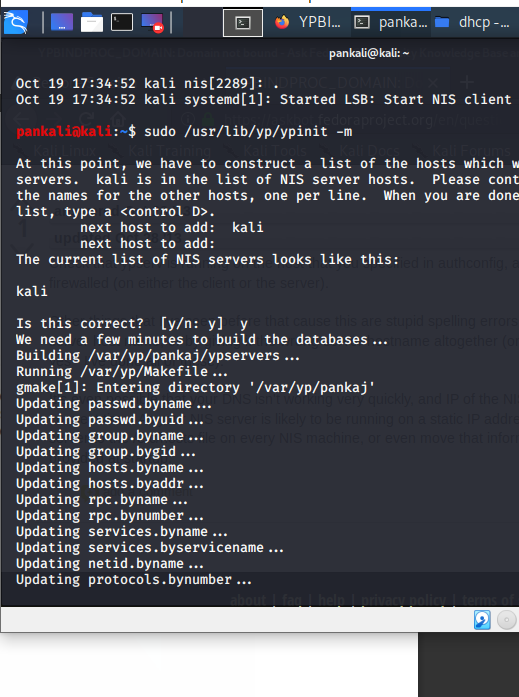 YPBI
panka...
dhcp –
pankali@kali: ~
Oct 19 17:34:52 kali nis[2289]: .
Oct 19 17:34:52 kali systemd[1]: Started LSB: Start NIS client
pankali@kali:~$ sudo /usr/lib/yp/ypinit -m
At this point, we have to construct a list of the hosts which w
servers.  kali is in the list of NIS server hosts.  Please cont
the names for the other hosts, one per line.  When you are done
list, type a <control D>.
next host to add:  kali
next host to add:
The current list of NIS servers looks like this:
kali
Is this correct?  [y/n: y]  y
We need a few minutes to build the databases...
Building /var/yp/pankaj/ypservers...
Running /var/yp/Makefile...
gmake[1]: Entering directory '/var/yp/pankaj'
Updating passwd.byname...
Updating passwd.byuid...
Updating group.byname...
Updating group.bygid...
Updating hosts.byname...
Updating hosts.byaddr...
Updating rpc.byname...
Updating rpc.bynumber...
Updating services.byname...
Updating services.byservicename...
Updating netid.byname...
Updating protocols.bynumber...
about | faq | help | privacy policy | terms of